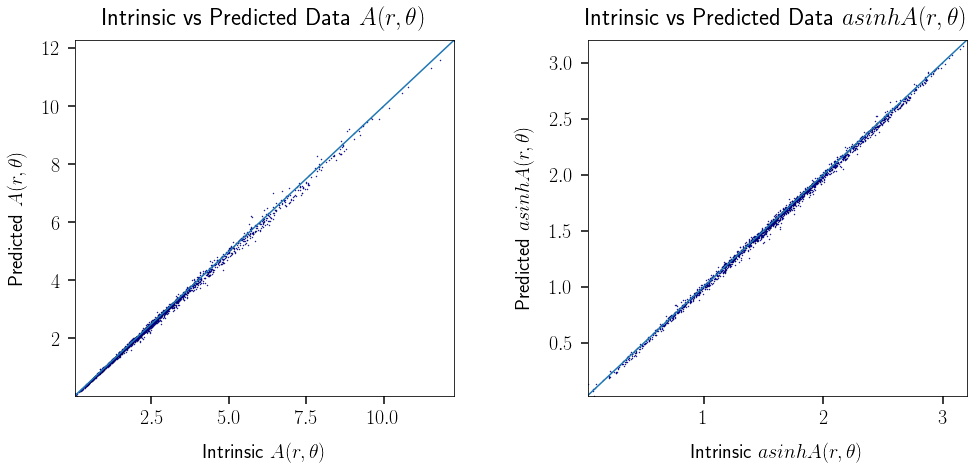 Intrinsic vs Predicted Data A(r, θ)
12
10
8
6
4
2
Predicted A(r, θ)
2.5 5.0 7.5 10.0
Intrinsic A(r, θ)
Intrinsic vs Predicted Data asinhA(r, θ)
3.0
2.5
2.0
1.5
1.0
0.5
Predicted asinhA(r, θ)
1 2 3
Intrinsic asinhA(r, θ)